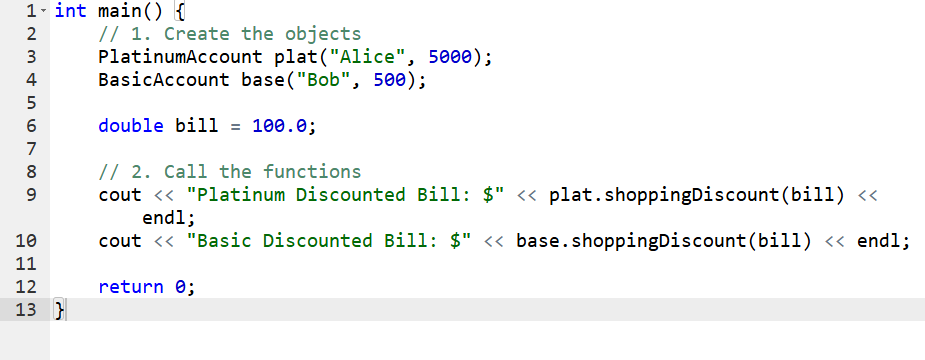 1 int main() {
2 // 1. Create the objects
3 PlatinumAccount plat("Alice", 5000);
4 BasicAccount base("Bob", 500);
5
6 double bill = 100.0;
7
8 // 2. Call the functions
9 cout << "Platinum Discounted Bill: $" << plat.shoppingDiscount(bill) <<
endl;
10 cout << "Basic Discounted Bill: $" << base.shoppingDiscount(bill) << endl;
11
12 return 0;
13 }